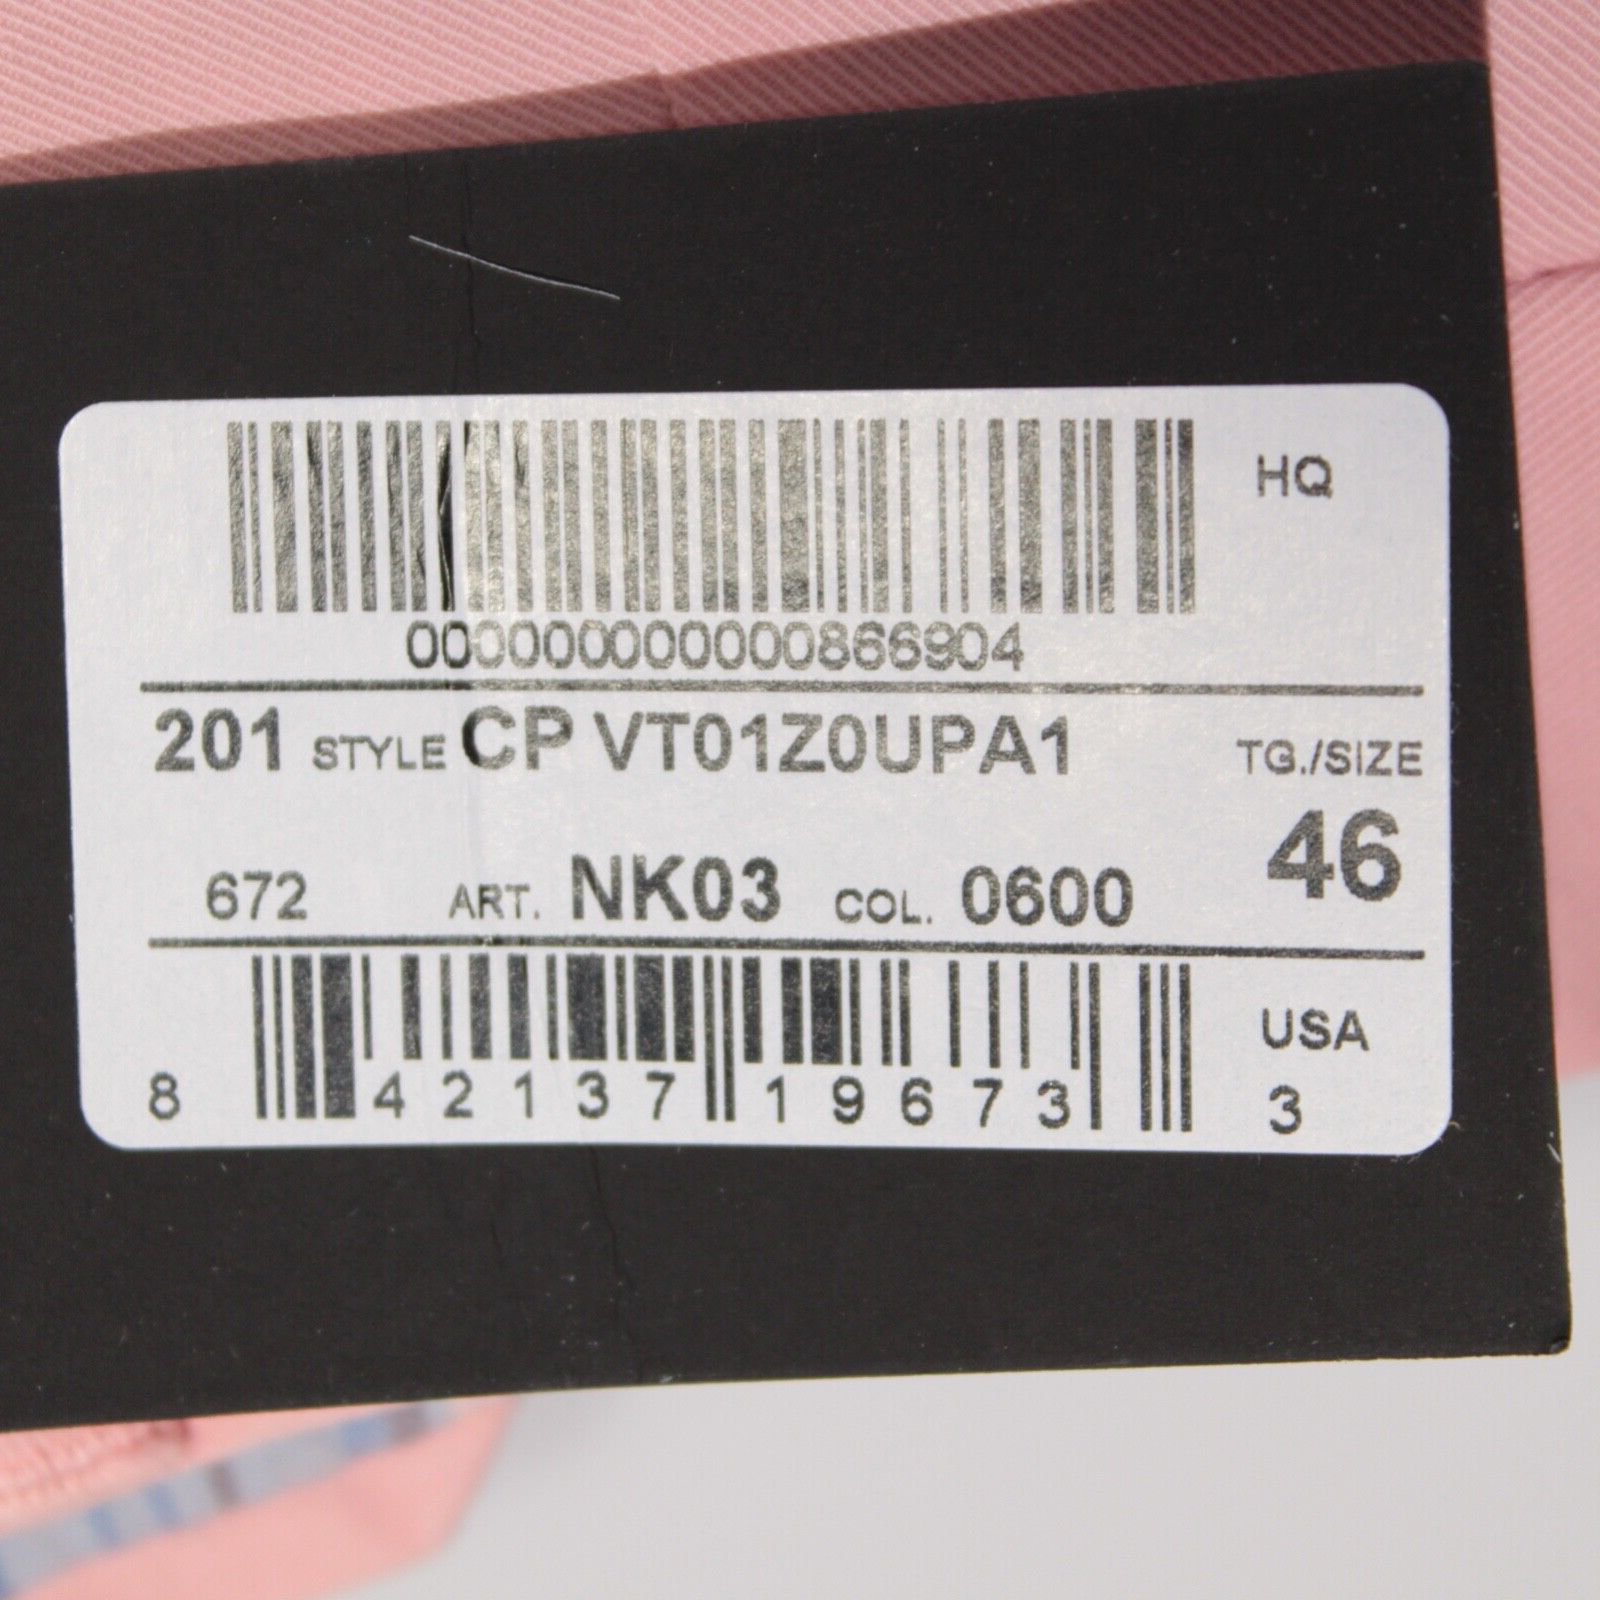 HQ
000000000000866904
201 STYLE CP VT01Z0UPA1
TG./SIZE
46
672 ART. NK03 COL. 0600
USA
8 42137 19673 3